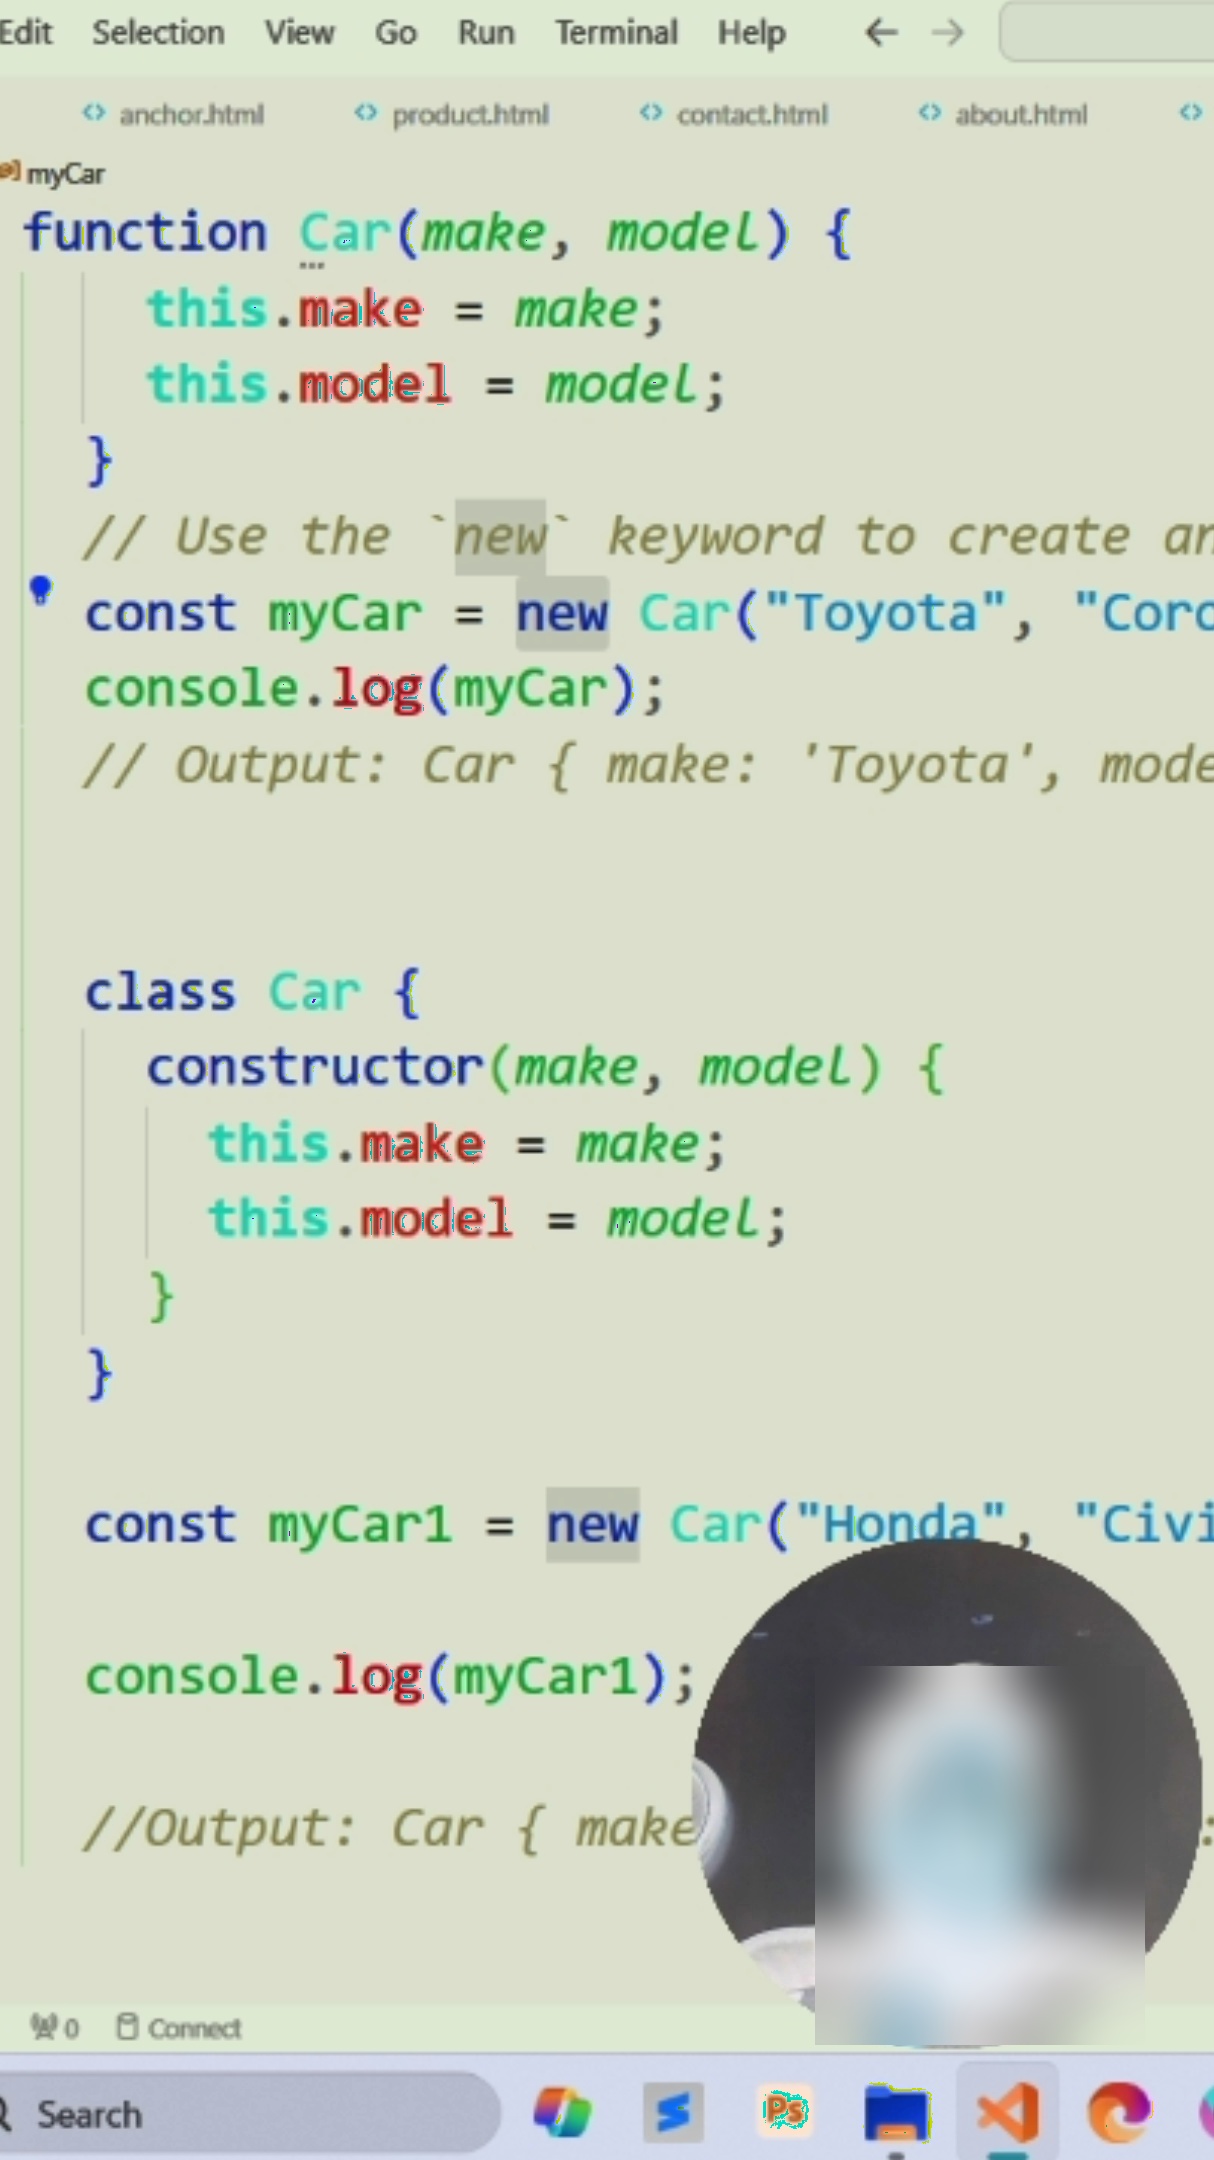 Edit Selection View Go Run Terminal Help
anchor.html product.html contact.html about.html
myCar
function Car(make, model) {
this.make = make;
this.model = model;
}
// Use the `new` keyword to create an
const myCar = new Car("Toyota", "Coro
console.log(myCar);
// Output: Car { make: 'Toyota', mode
class Car {
constructor(make, model) {
this.make = make;
this.model = model;
}
}
const myCar1 = new Car("Honda", "Civi
console.log(myCar1);
//Output: Car { make :
0 Connect
Search
Ps